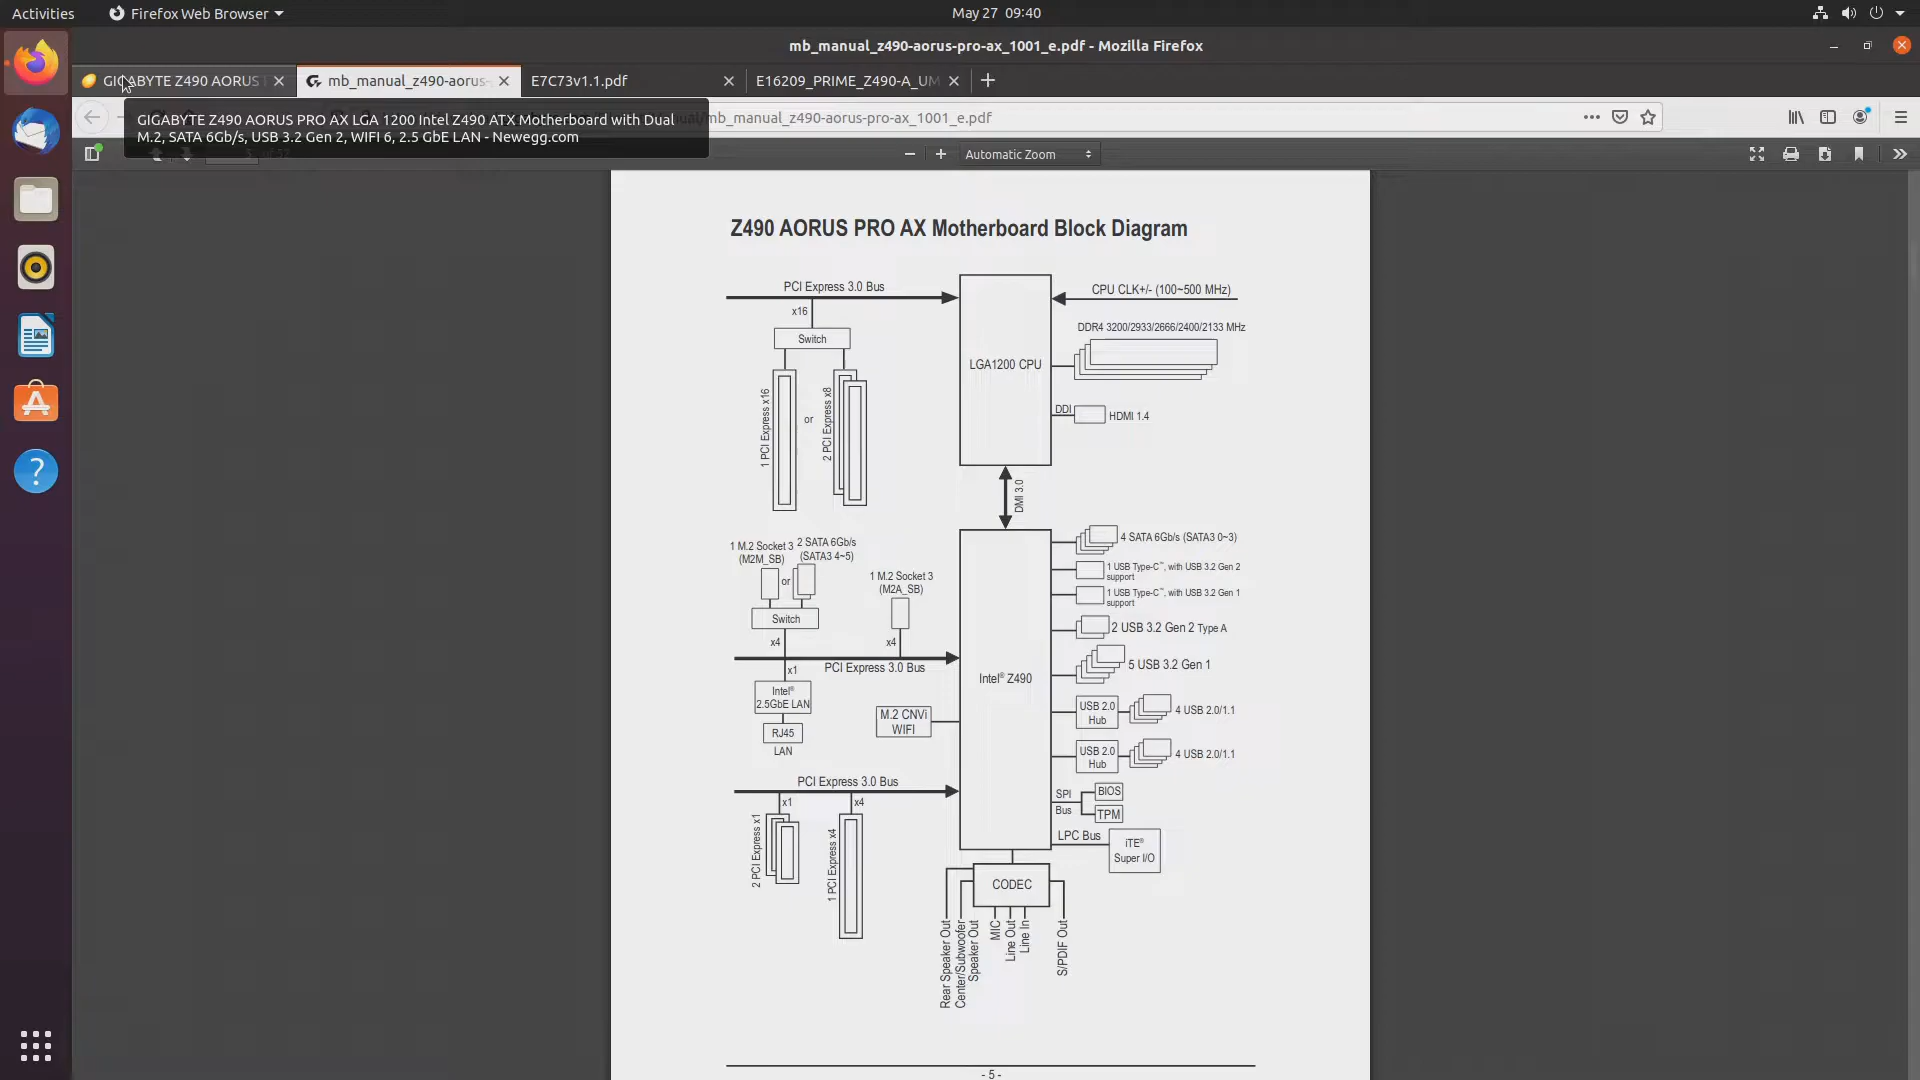 Activities
Firefox Web Browser
May 27 09:40
mb_manual_z490-aorus-pro-ax_1001_e.pdf - Mozilla Firefox
GIGABYTE Z490 AORUS
mb_manual_z490-aorus-
E7C73v1.1.pdf
E16209_PRIME_Z490-A_UM
mb_manual_z490-aorus-pro-ax_1001_e.pdf
GIGABYTE Z490 AORUS PRO AX LGA 1200 Intel Z490 ATX Motherboard with Dual
M.2, SATA 6Gb/s, USB 3.2 Gen 2, WIFI 6, 2.5 GbE LAN - Newegg.com
Automatic Zoom
Z490 AORUS PRO AX Motherboard Block Diagram
PCI Express 3.0 Bus
x16
Switch
1 PCI Express x16
or
2 PCI Express x8
LGA1200 CPU
CPU CLK+/- (100~500 MHz)
DDR4 3200/2933/2666/2400/2133 MHz
DDI
HDMI 1.4
DMI 3.0
1 M.2 Socket 3
(M2M_SB)
or
2 SATA 6Gb/s
(SATA3 4~5)
Switch
x4
1 M.2 Socket 3
(M2A_SB)
x4
PCI Express 3.0 Bus
x1
Intel®
2.5GbE LAN
RJ45
LAN
M.2 CNVi
WIFI
Intel® Z490
4 SATA 6Gb/s (SATA3 0~3)
1 USB Type-C™, with USB 3.2 Gen 2
support
1 USB Type-C™, with USB 3.2 Gen 1
support
2 USB 3.2 Gen 2 Type A
5 USB 3.2 Gen 1
USB 2.0
Hub
4 USB 2.0/1.1
USB 2.0
Hub
4 USB 2.0/1.1
PCI Express 3.0 Bus
x1
x4
2 PCI Express x1
1 PCI Express x4
SPI
Bus
BIOS
TPM
LPC Bus
iTE®
Super I/O
CODEC
Rear Speaker Out
Center/Subwoofer
Speaker Out
MIC
Line Out
Line In
S/PDIF Out
- 5 -